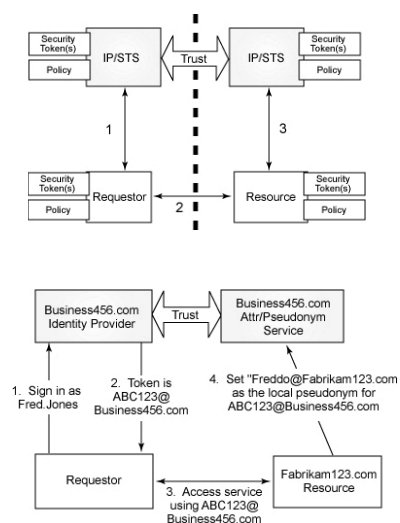 Security
Token(s)
Policy
IP/STS
Trust
IP/STS
Security
Token(s)
Policy
1
3
Security
Token(s)
Policy
Requestor
2
Resource
Security
Token(s)
Policy
Business456.com
Identity Provider
Trust
Business456.com
Attr/Pseudonym
Service
1. Sign in as
Fred.Jones
2. Token is
ABC123@
Business456.com
4. Set "Freddo@Fabrikam123.com
as the local pseudonym for
ABC123@Business456.com
Requestor
3. Access service
using ABC123@
Business456.com
Fabrikam123.com
Resource